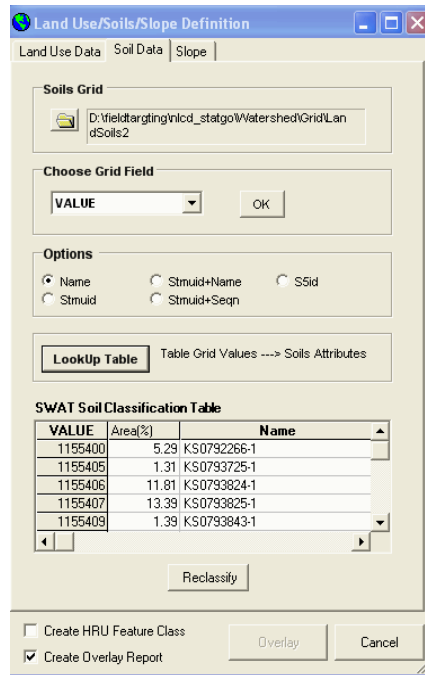 Land Use/Soils/Slope Definition
Land Use Data Soil Data Slope
Soils Grid
D:\fieldtargting\nlcd_statgo\Watershed\Grid\Lan
dSoils2
Choose Grid Field
VALUE OK
Options
Name Stmuid+Name S5id
Stmuid Stmuid+Seqn
LookUp Table Table Grid Values ---> Soils Attributes
SWAT Soil Classification Table
VALUE Area(%) Name
1155400 5.29 KS0792266-1
1155405 1.31 KS0793725-1
1155406 11.81 KS0793824-1
1155407 13.39 KS0793825-1
1155409 1.39 KS0793843-1
Reclassify
Create HRU Feature Class
Create Overlay Report
Overlay Cancel